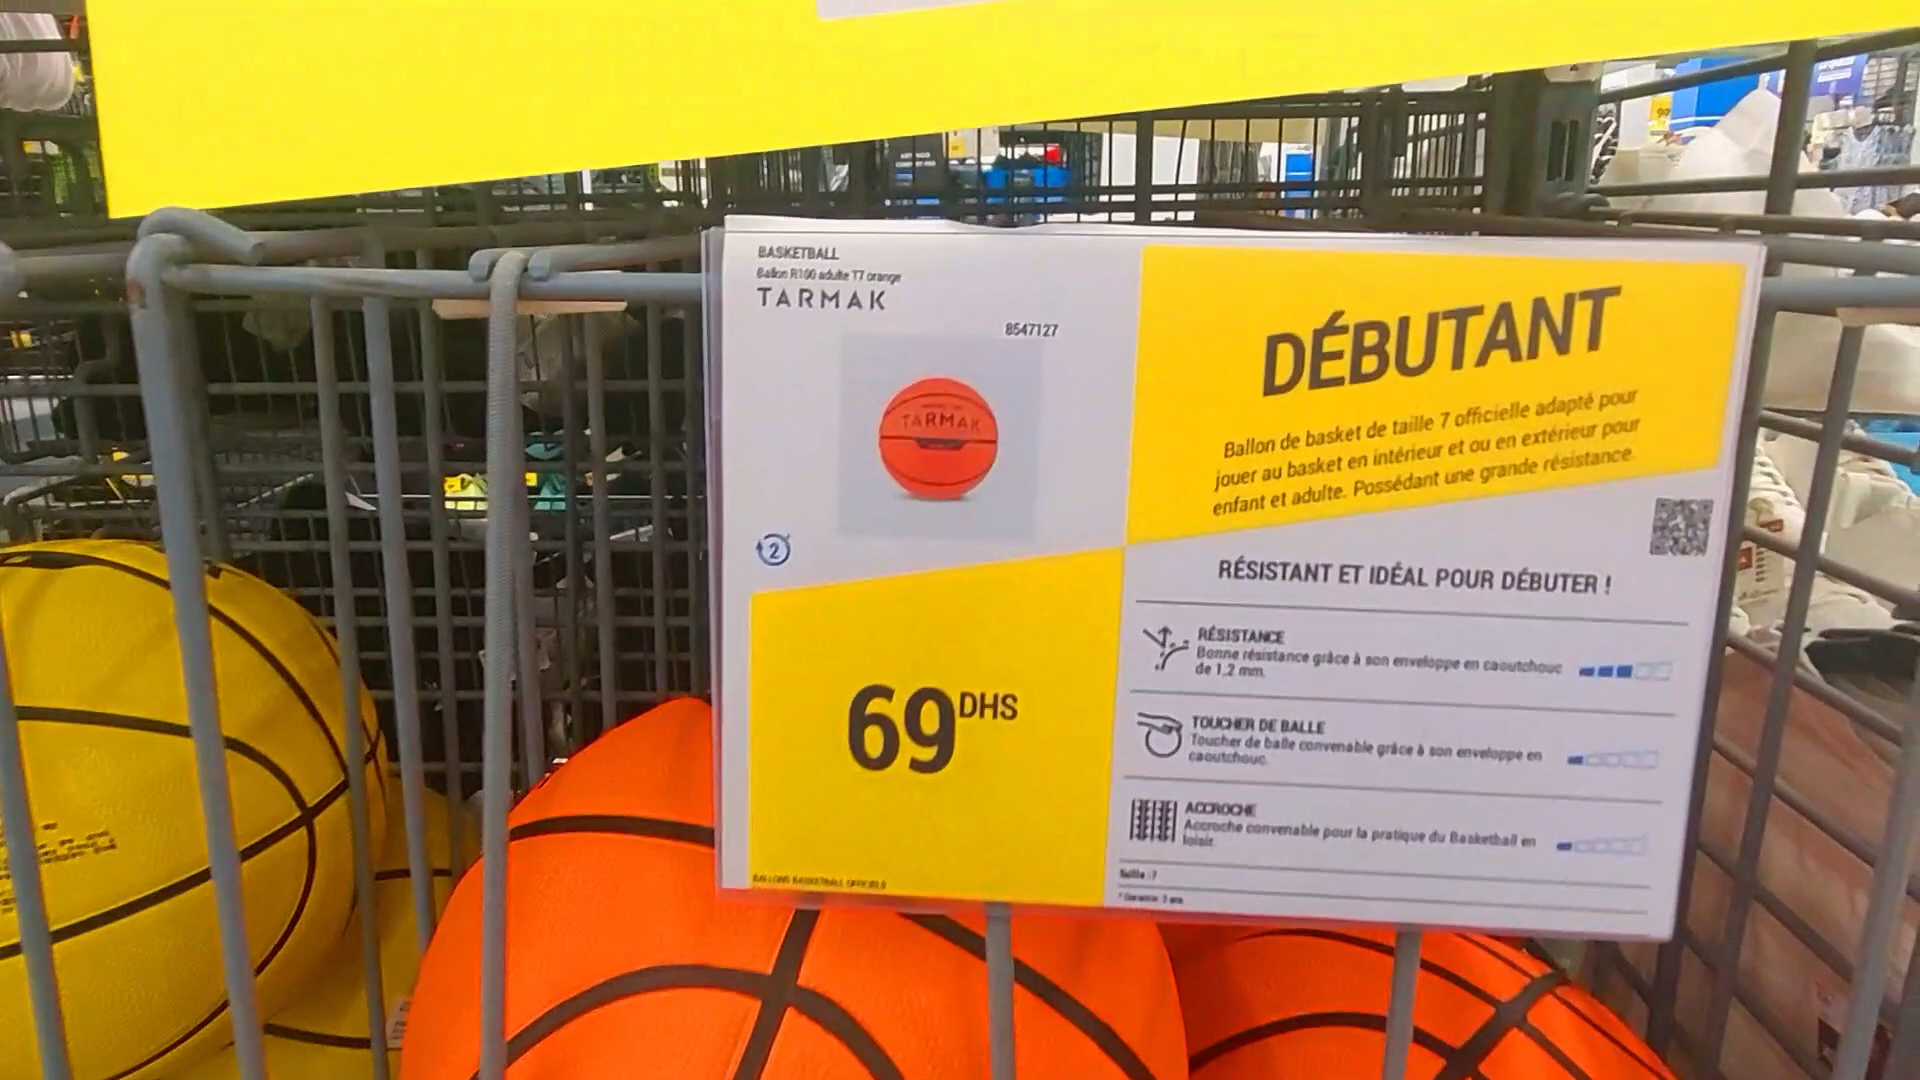 BASKETBALL
Ballon R100 adulte T7 orange
TARMAK
8547127
TARMAK
2
69 DHS
BALLONS BASKETBALL OFFICIELS
DÉBUTANT
Ballon de basket de taille 7 officielle adapté pour
jouer au basket en intérieur et ou en extérieur pour
enfant et adulte. Possédant une grande résistance.
RÉSISTANT ET IDÉAL POUR DÉBUTER !
RÉSISTANCE
Bonne résistance grâce à son enveloppe en caoutchouc
de 1,2 mm.
TOUCHER DE BALLE
Toucher de balle convenable grâce à son enveloppe en
caoutchouc.
ACCROCHE
Accroche convenable pour la pratique du Basketball en
loisir.
Taille : 7
* Garantie: 2 ans